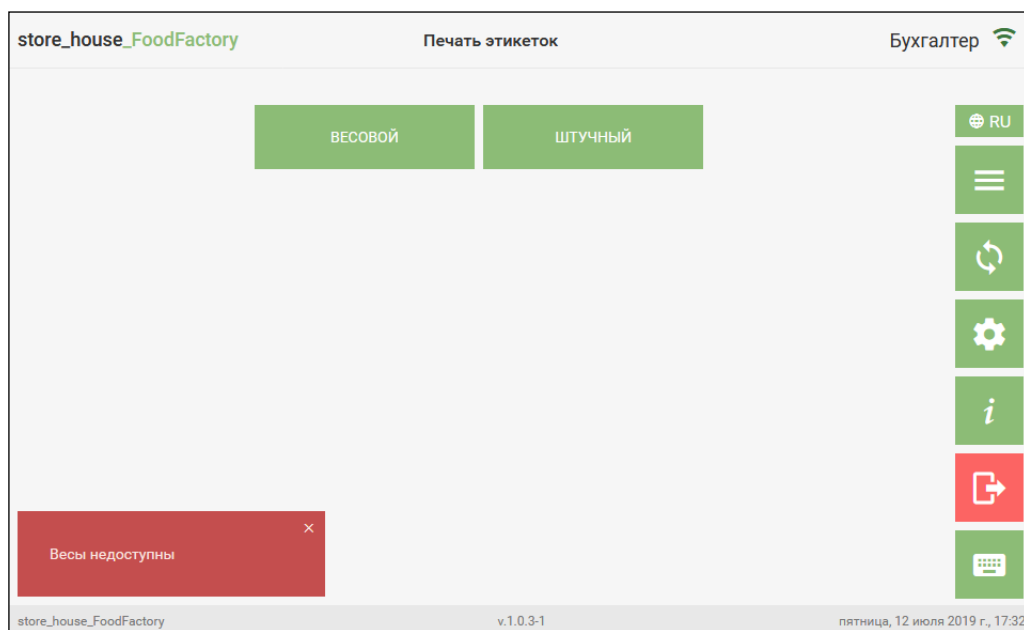 store_house_FoodFactory
Печать этикеток
Бухгалтер
ВЕСОВОЙ
ШТУЧНЫЙ
RU
i
Весы недоступны
×
store_house_FoodFactory
v.1.0.3-1
пятница, 12 июля 2019 г., 17:32